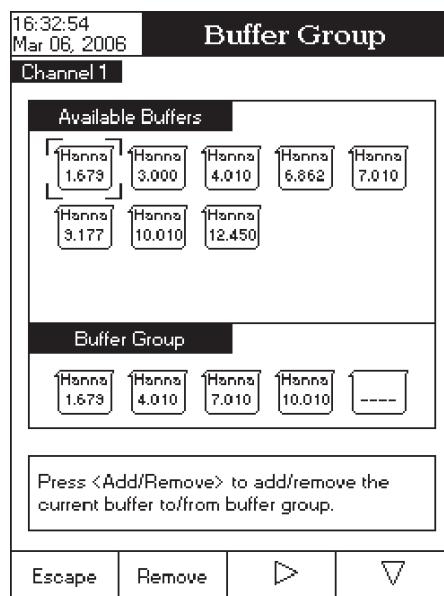 16:32:54
Mar 06, 2006
Buffer Group
Channel 1
Available Buffers
Hanna Hanna Hanna Hanna Hanna
1.679 3.000 4.010 6.862 7.010
Hanna Hanna Hanna
9.177 10.010 12.450
Buffer Group
Hanna Hanna Hanna Hanna
1.679 4.010 7.010 10.010 ----
Press <Add/Remove> to add/remove the
current buffer to/from buffer group.
Escape Remove